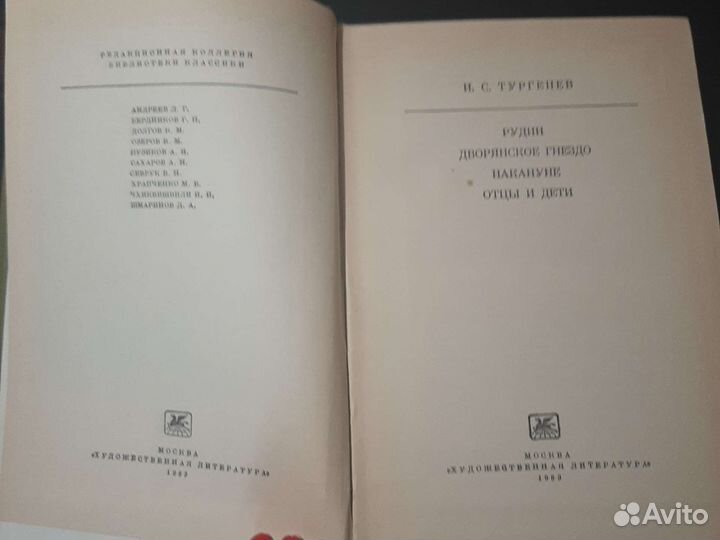 РЕДАКЦИОННАЯ КОЛЛЕГИЯ
БИБЛИОТЕКИ КЛАССИКИ
АНДРЕЕВ Л. Г.
БЕРДНИКОВ Г. П.
ДОЛГОВ К. М.
ОЗЕРОВ В. М.
ПУЗИКОВ А. И.
САХАРОВ А. Н.
СЕВРУК В. Н.
ХРАПЧЕНКО М. Б.
ЧХИКВИШВИЛИ И. И.
ШМАРИНОВ Д. А.
МОСКВА
«ХУДОЖЕСТВЕННАЯ ЛИТЕРАТУРА»
1983
И. С. ТУРГЕНЕВ
РУДИН
ДВОРЯНСКОЕ ГНЕЗДО
НАКАНУНЕ
ОТЦЫ И ДЕТИ
МОСКВА
«ХУДОЖЕСТВЕННАЯ ЛИТЕРАТУРА»
1983
Avito